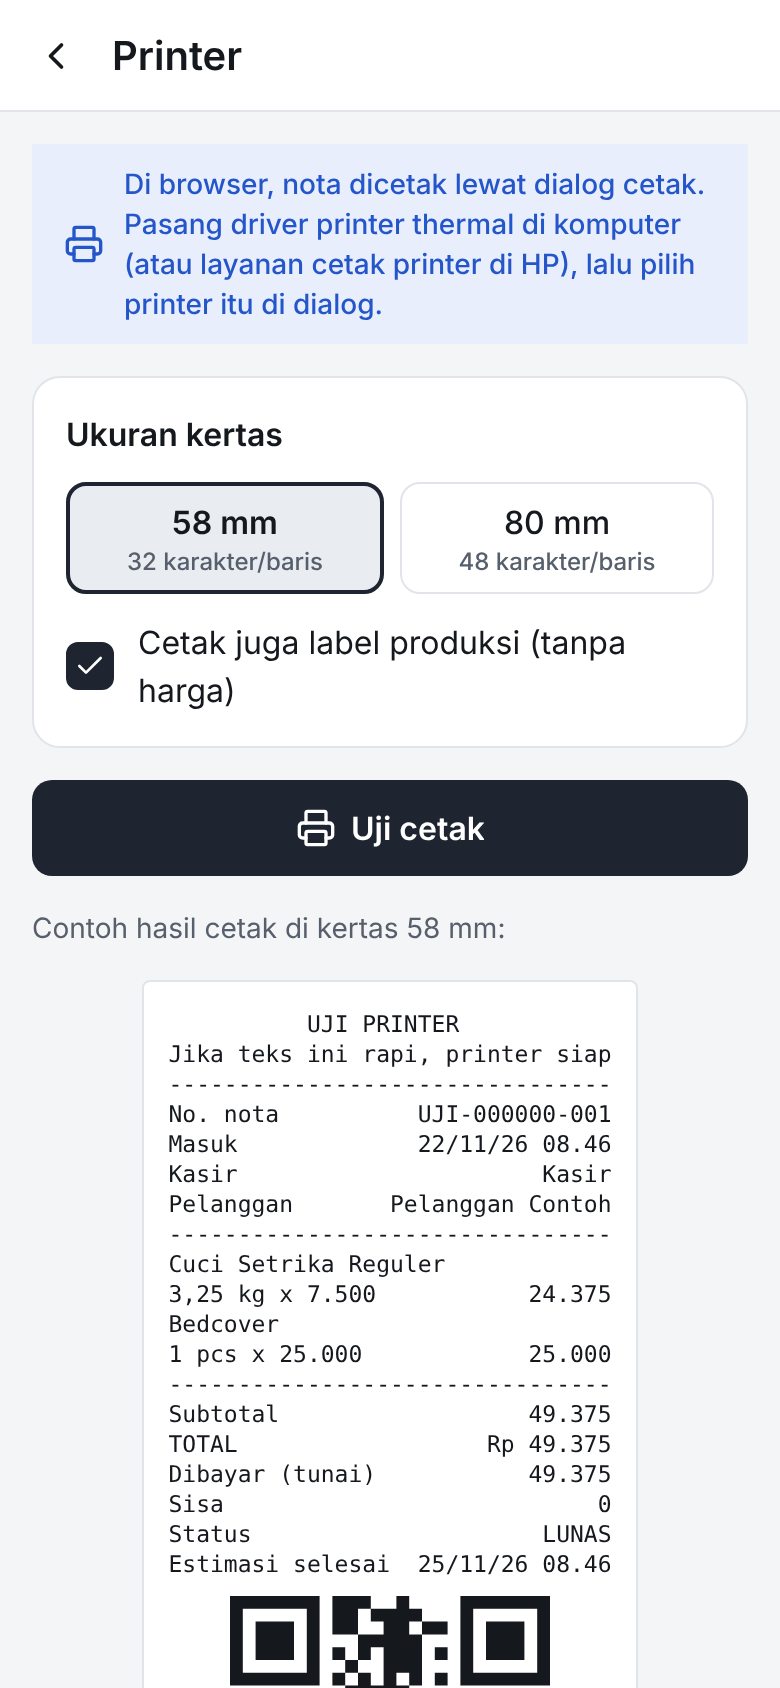 Printer
Di browser, nota dicetak lewat dialog cetak.
Pasang driver printer thermal di komputer
(atau layanan cetak printer di HP), lalu pilih
printer itu di dialog.
Ukuran kertas
58 mm
32 karakter/baris
80 mm
48 karakter/baris
Cetak juga label produksi (tanpa
harga)
Uji cetak
Contoh hasil cetak di kertas 58 mm:
UJI PRINTER
Jika teks ini rapi, printer siap
--------------------------------
No. nota UJI-000000-001
Masuk 22/11/26 08.46
Kasir Kasir
Pelanggan Pelanggan Contoh
--------------------------------
Cuci Setrika Reguler
3,25 kg x 7.500 24.375
Bedcover
1 pcs x 25.000 25.000
--------------------------------
Subtotal 49.375
TOTAL Rp 49.375
Dibayar (tunai) 49.375
Sisa 0
Status LUNAS
Estimasi selesai 25/11/26 08.46